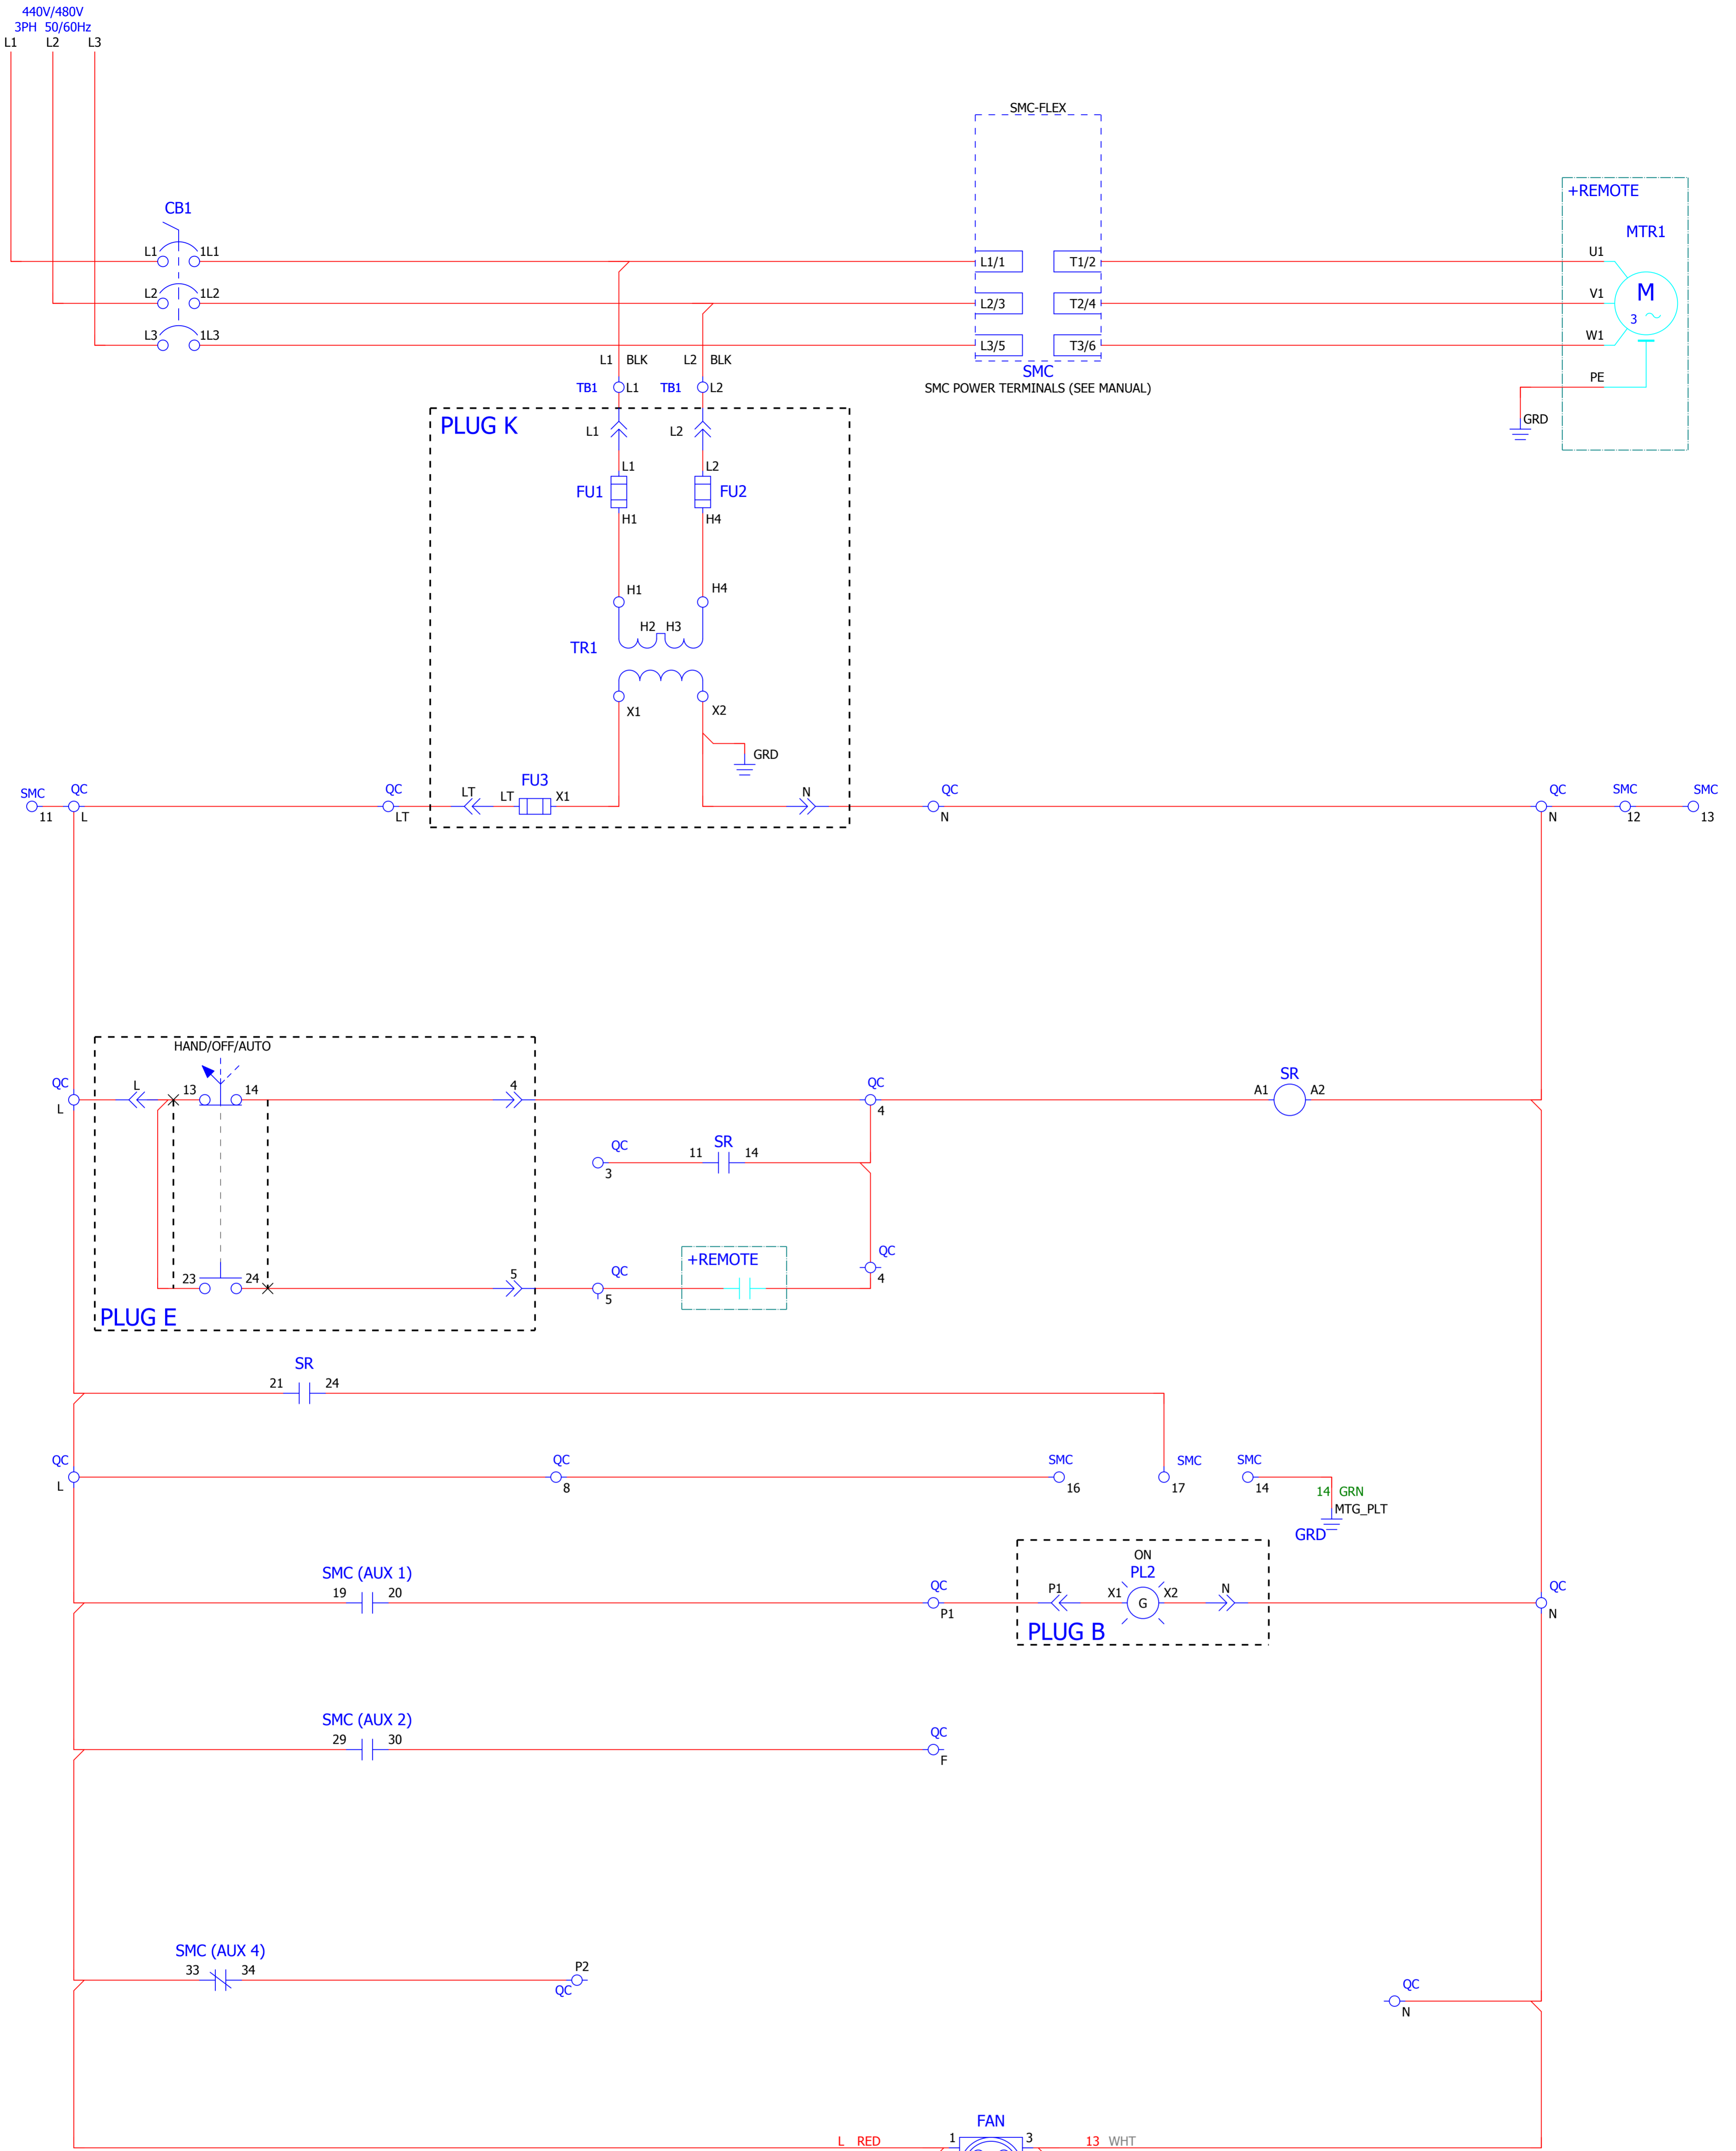 440V/480V
3PH 50/60Hz
L1 L2 L3
SMC-FLEX
+REMOTE
CB1
MTR1
L1 1L1
L1/1 T1/2
U1
L2 1L2
L2/3 T2/4
V1
M
3
L3 1L3
L3/5 T3/6
W1
L1 BLK L2 BLK
SMC
PE
TB1 L1 TB1 L2
SMC POWER TERMINALS (SEE MANUAL)
PLUG K
L1 L2
GRD
L1 L2
FU1 FU2
H1 H4
H1 H4
H2 H3
TR1
X1 X2
GRD
FU3
SMC QC QC
LT LT X1 N
QC QC SMC SMC
11 L LT N N 12 13
HAND/OFF/AUTO
QC L 13 14 4 QC
SR
A1 A2
L 4
QC SR
11 14
3
QC
+REMOTE
QC
4
23 24 5
5
PLUG E
SR
21 24
QC QC SMC SMC SMC
L 8 16 17 14
14 GRN
MTG_PLT
GRD
ON
SMC (AUX 1)
PL2
19 20
QC P1 X1 X2 N QC
G
P1 N
PLUG B
SMC (AUX 2)
29 30
QC
F
SMC (AUX 4)
33 34
P2
QC
QC
N
FAN
L RED 1 3 13 WHT